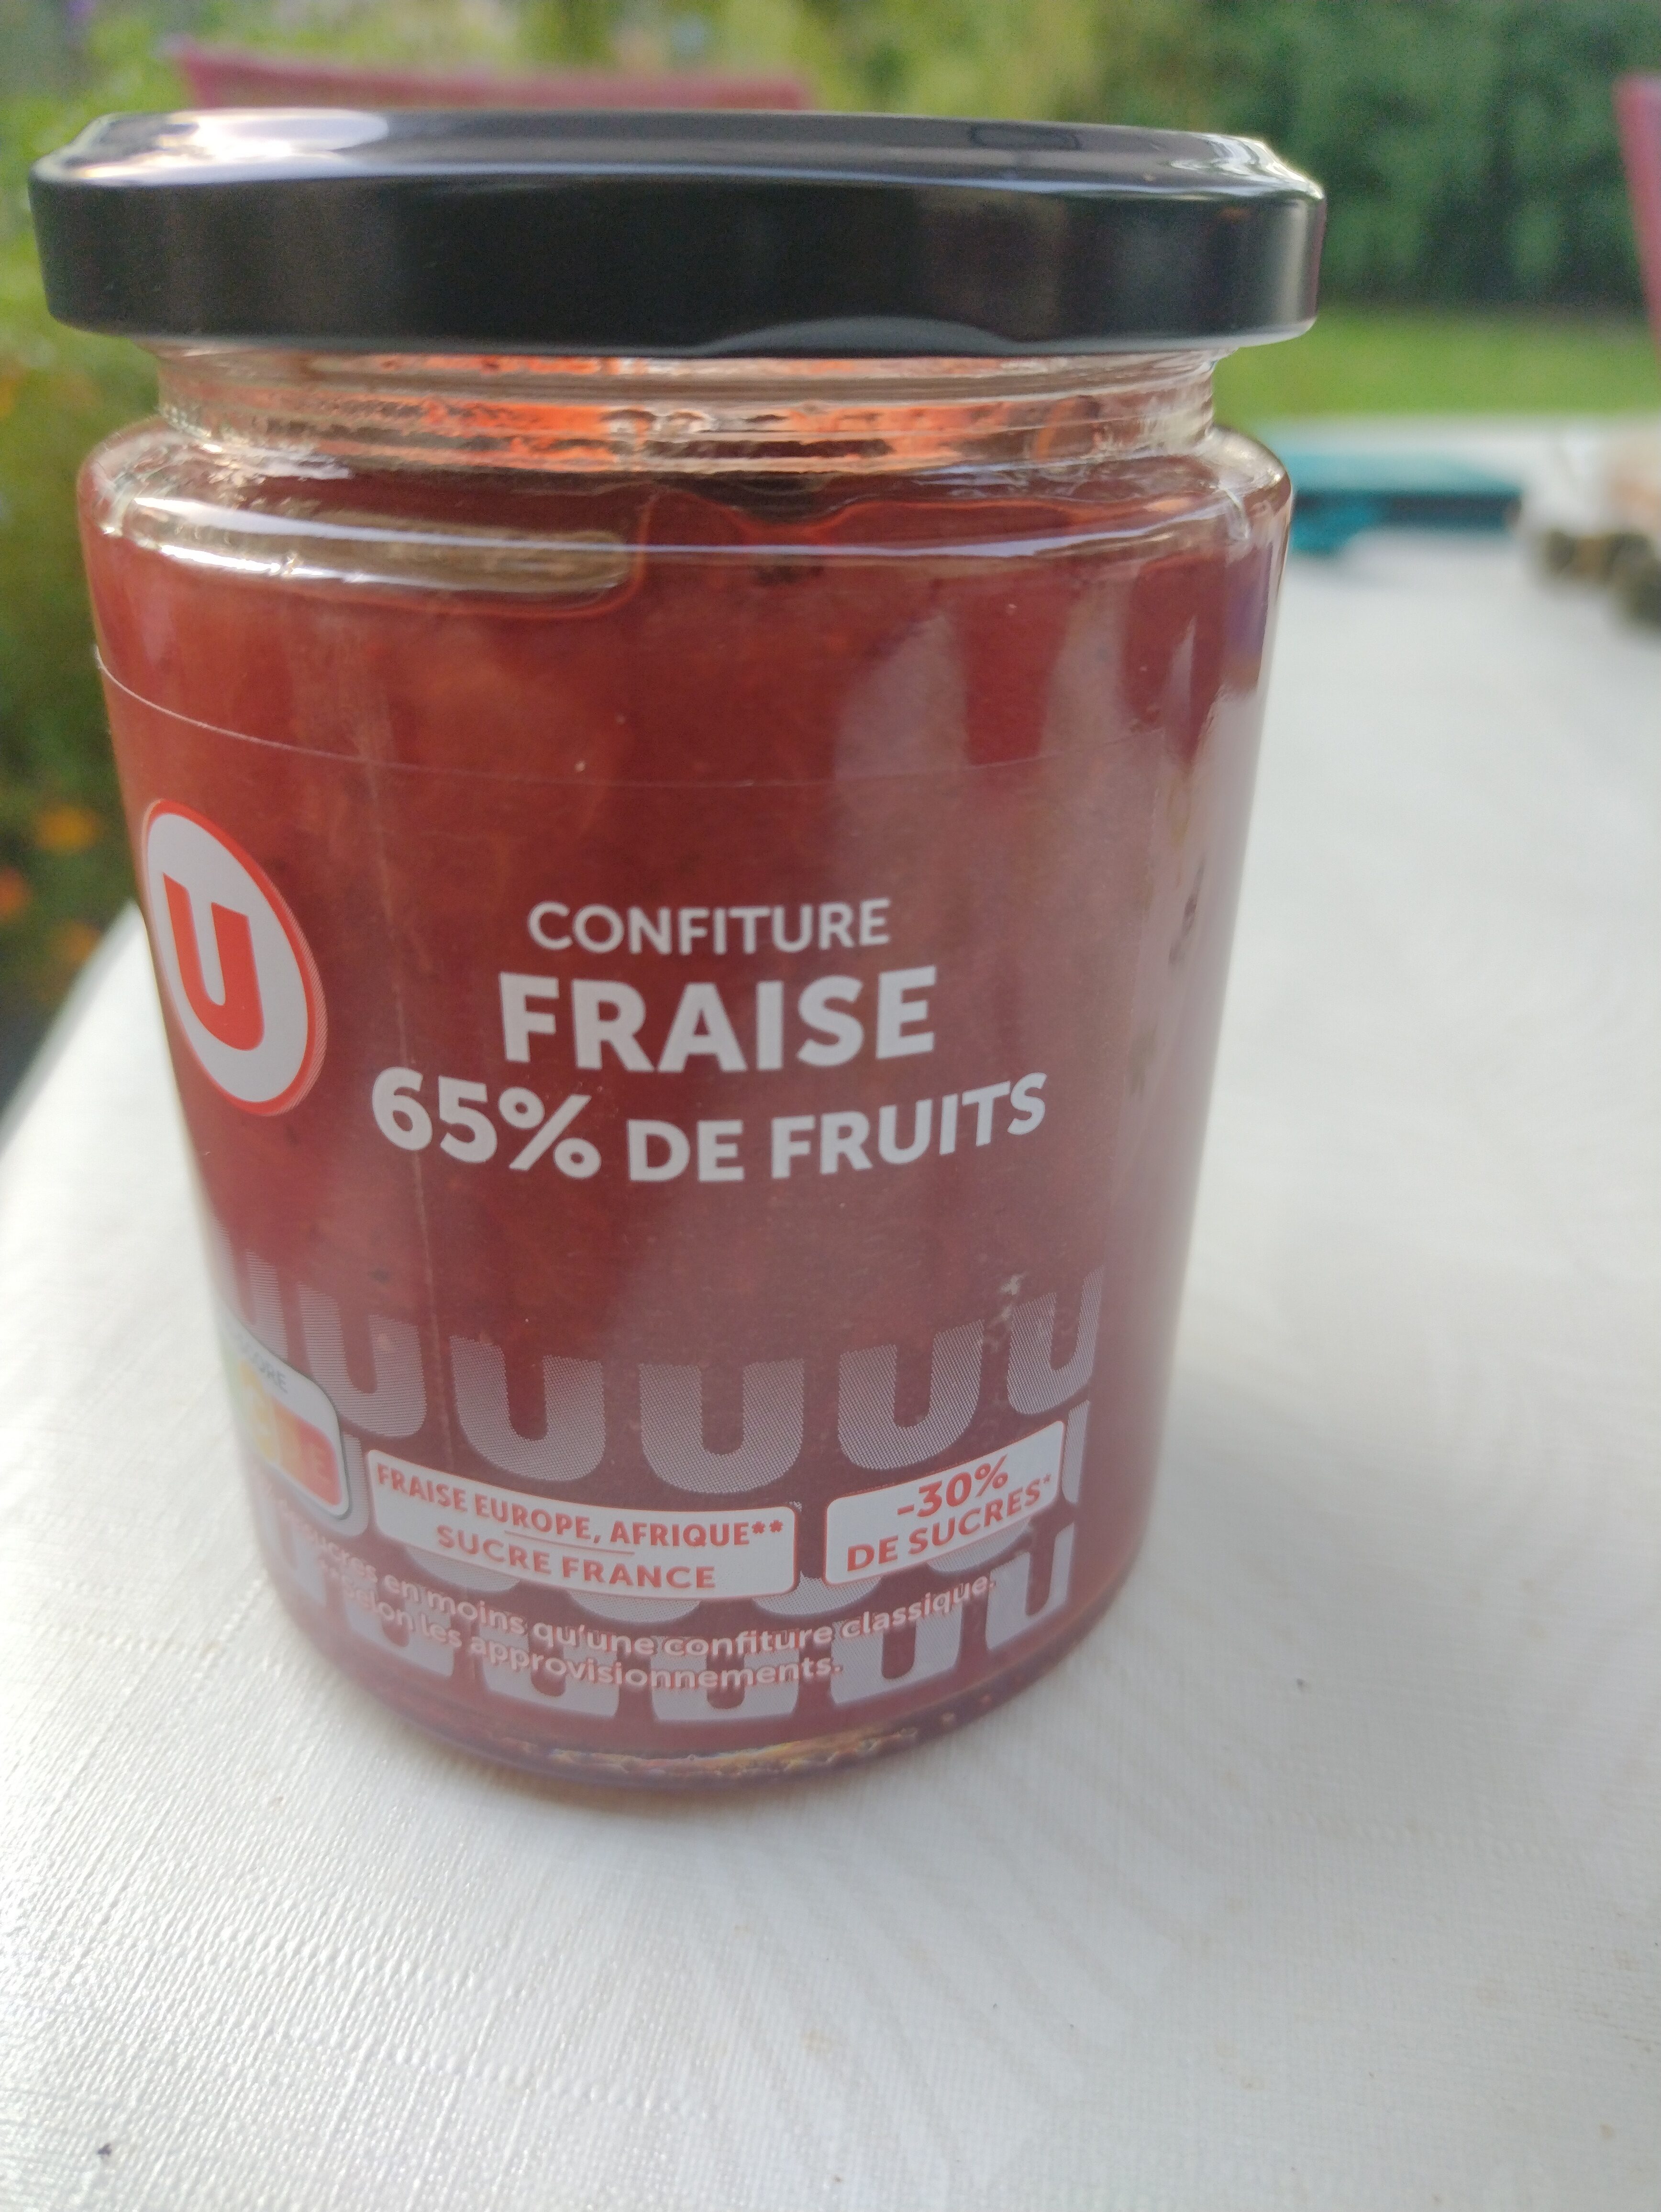 U
CONFITURE
FRAISE
65% DE FRUITS
FRAISE EUROPE, AFRIQUE**
SUCRE FRANCE
-30%
DE SUCRES*
sucres en moins qu'une confiture classique.
selon les approvisionnements.